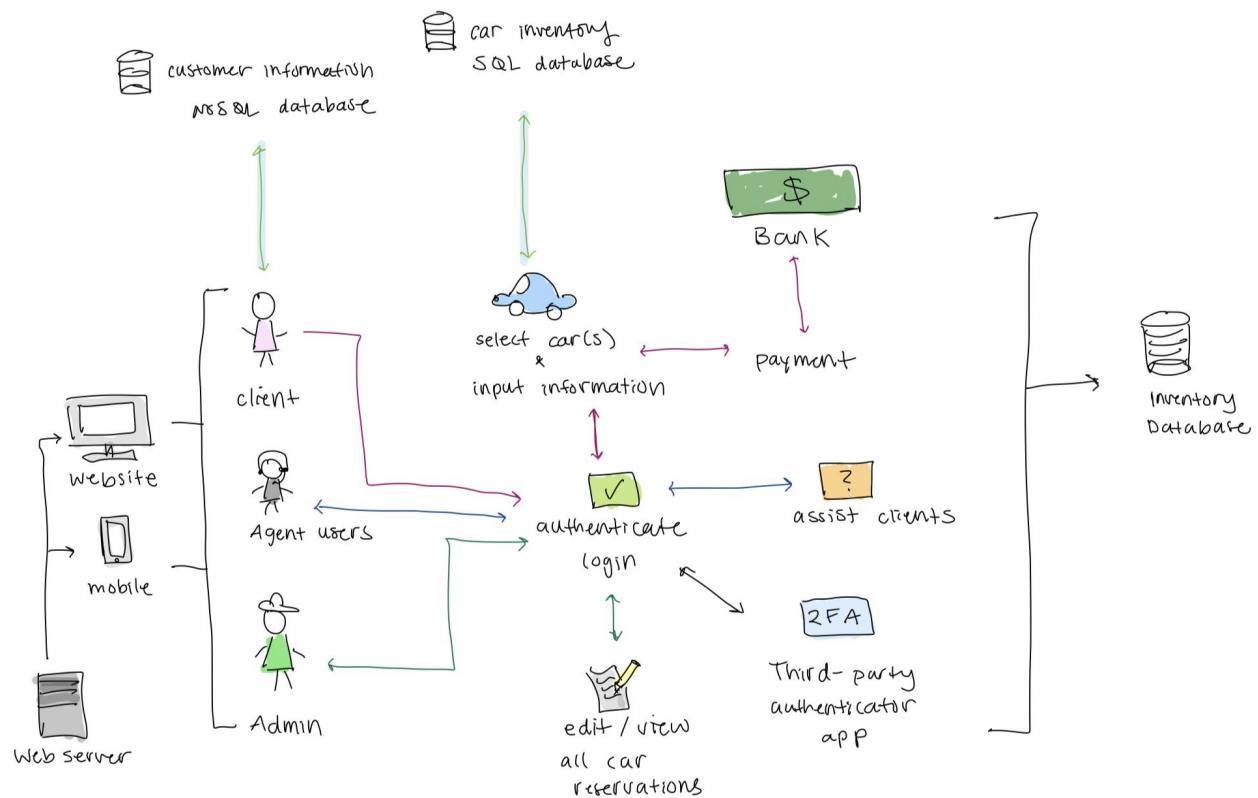 car inventory
SQL database
customer information
NoSQL database
$
Bank
select car(s)
&
input information
payment
client
Inventory
Database
website
?
✓
Agent users
authenticate
login
assist clients
mobile
2FA
Third-party
authenticator
app
Admin
edit / view
all car
reservations
Web server